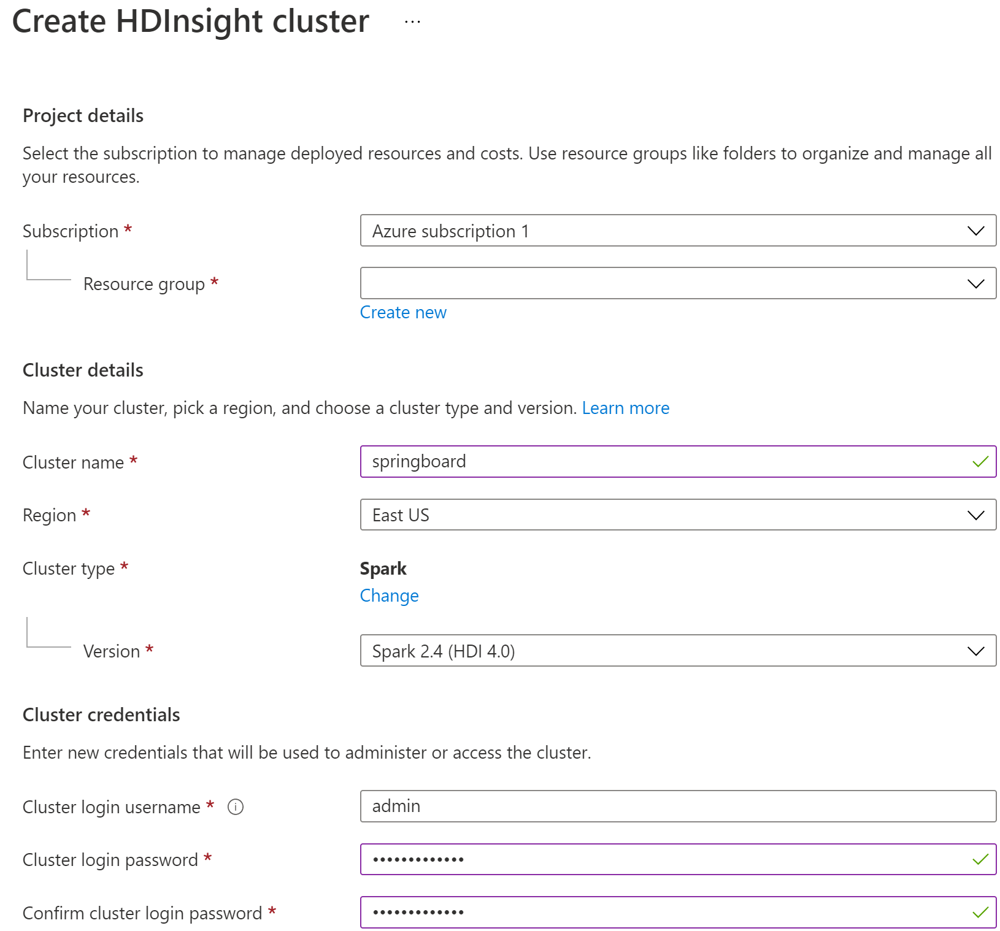 Create HDInsight cluster ...
Project details
Select the subscription to manage deployed resources and costs. Use resource groups like folders to organize and manage all
your resources.
Subscription * Azure subscription 1
Resource group *
Create new
Cluster details
Name your cluster, pick a region, and choose a cluster type and version. Learn more
Cluster name * springboard
Region * East US
Cluster type * Spark
Change
Version * Spark 2.4 (HDI 4.0)
Cluster credentials
Enter new credentials that will be used to administer or access the cluster.
Cluster login username * admin
Cluster login password * •••••••••••••
Confirm cluster login password * •••••••••••••